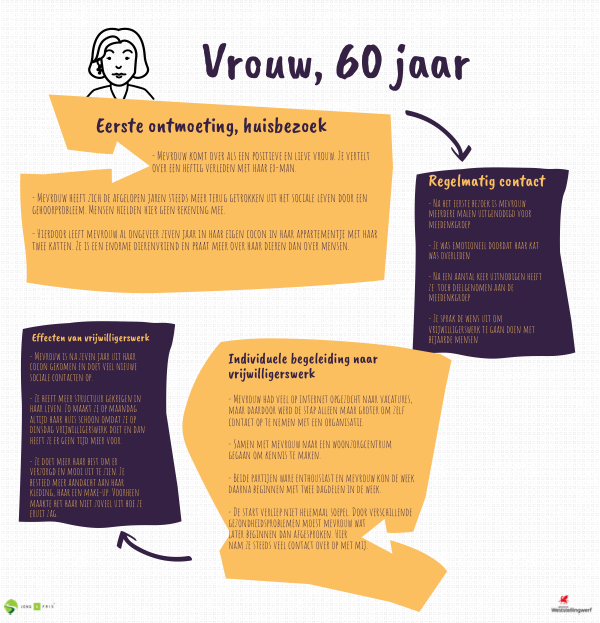 Vrouw, 60 jaar
Eerste ontmoeting, huisbezoek
- Mevrouw komt over als een positieve en lieve vrouw. Ze vertelt
over een heftig verleden met haar ex-man.
- Mevrouw heeft zich de afgelopen jaren steeds meer terug getrokken uit het sociale leven door een
gehoorprobleem. Mensen hielden hier geen rekening mee.
- Hierdoor leeft mevrouw al ongeveer zeven jaar in haar eigen cocon in haar appartementje met haar
twee katten. Ze is een enorme dierenvriend en praat meer over haar dieren dan over mensen.
Regelmatig contact
- Na het eerste bezoek is mevrouw
meerdere malen uitgenodigd voor
meedenkgroep
- Ze was emotioneel doordat haar kat
was overleden
- Na een aantal keer uitnodigen heeft
ze toch deelgenomen aan de
meedenkgroep
- Ze sprak de wens uit om
vrijwilligerswerk te gaan doen met
bejaarde mensen
Individuele begeleiding naar
vrijwilligerswerk
- Mevrouw had veel op internet opgezocht naar vacatures,
maar daardoor werd de stap alleen maar groter om zelf
contact op te nemen met een organisatie.
- Samen met mevrouw naar een woonzorgcentrum
gegaan om kennis te maken.
- Beide partijen ware enthousiast en mevrouw kon de week
daarna beginnen met twee dagdelen in de week.
- De start verliep niet helemaal soepel. Door verschillende
gezondheidsproblemen moest mevrouw wat
later beginnen dan afgesproken. Hier
nam ze steeds veel contact over op met mij.
Effecten van vrijwilligerswerk
- Mevrouw is na zeven jaar uit haar
cocon gekomen en doet veel nieuwe
sociale contacten op.
- Ze heeft meer structuur gekregen in
haar leven. Zo maakt ze op maandag
altijd haar huis schoon omdat ze op
dinsdag vrijwilligerswerk doet en dan
heeft ze er geen tijd meer voor.
- Ze doet meer haar best om er
verzorgd en mooi uit te zien. Ze
besteed meer aandacht aan haar
kleding, haar een make-up. Voorheen
maakte het haar niet zoveel uit hoe ze
eruit zag.
Weststellingwerf